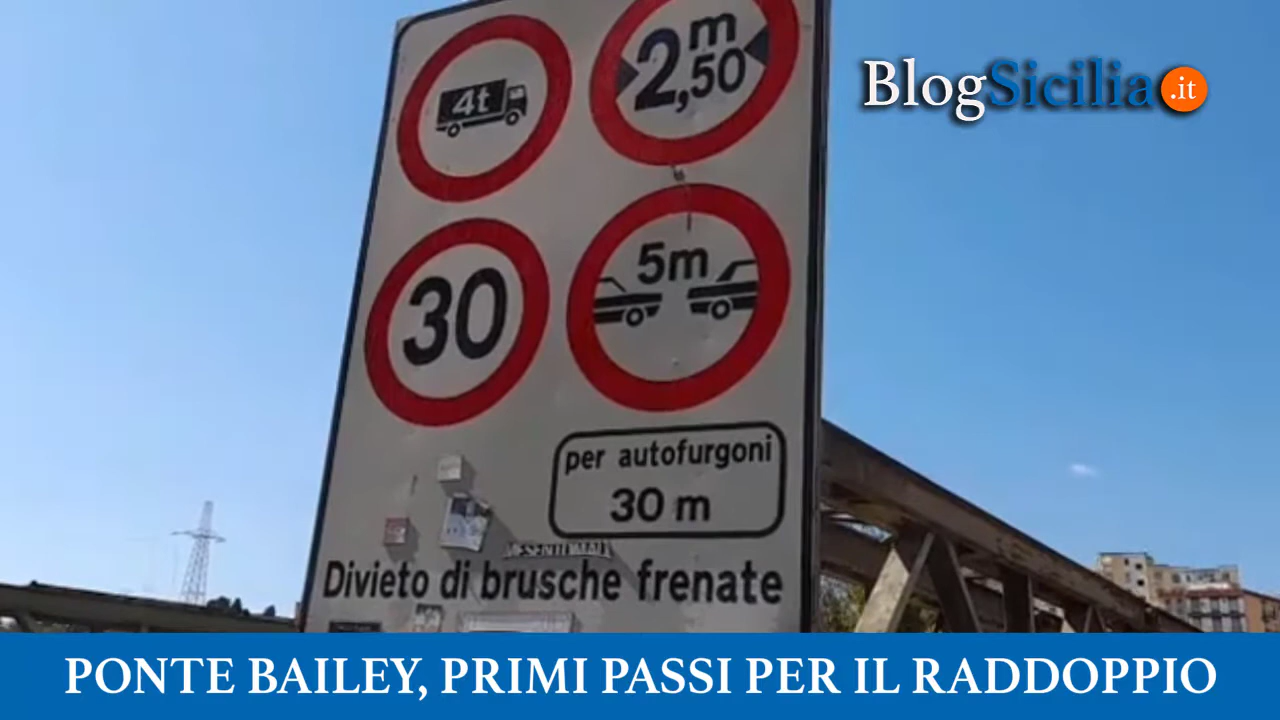 4t
2,50 m
BlogSicilia.it
30
5m
per autofurgoni
30 m
Divieto di brusche frenate
PONTE BAILEY, PRIMI PASSI PER IL RADDOPPIO